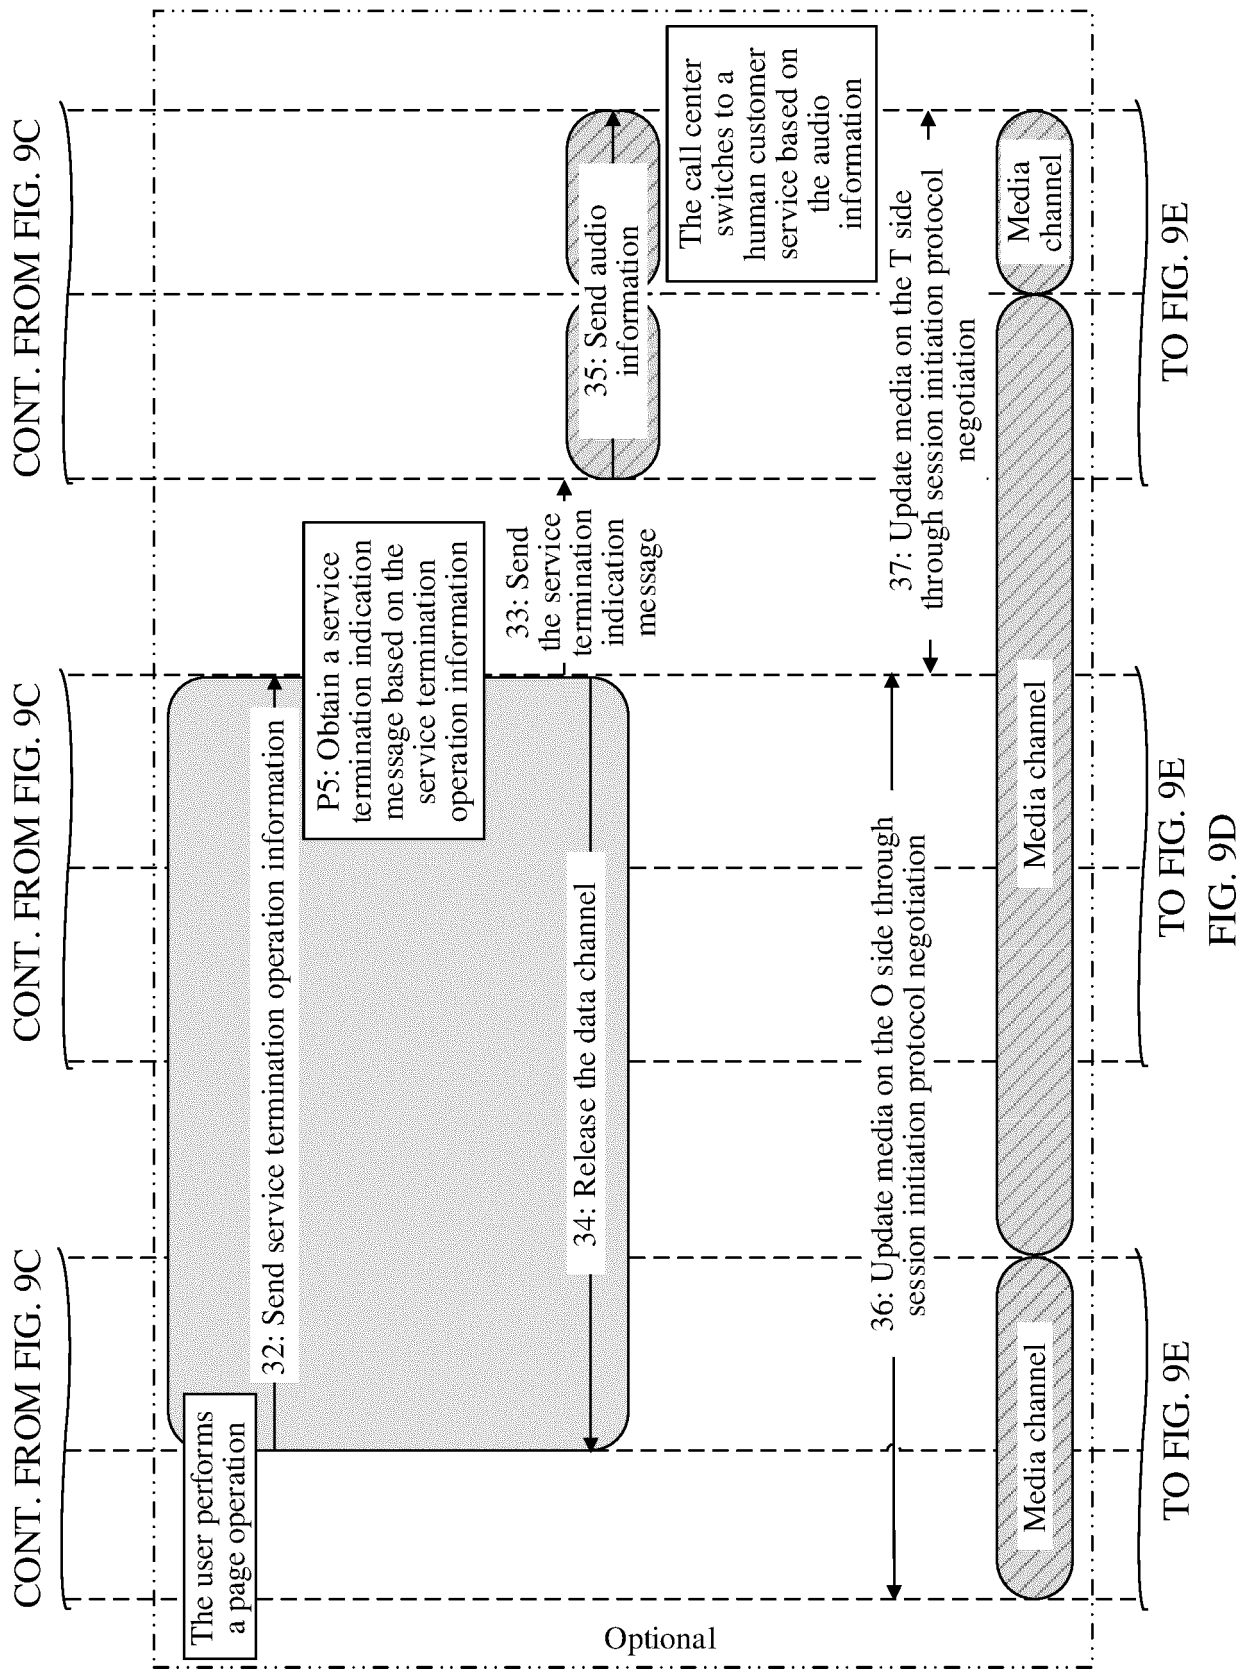 CONT. FROM FIG. 9C
CONT. FROM FIG. 9C
CONT. FROM FIG. 9C
The user performs
a page operation
32: Send service termination operation information
P5: Obtain a service
termination indication
message based on the
service termination
operation information
33: Send
the service
termination
indication
message
34: Release the data channel
35: Send audio
information
The call center
switches to a
human customer
service based on
the audio
information
36: Update media on the O side through
session initiation protocol negotiation
37: Update media on the T side
through session initiation protocol
negotiation
Media channel
Media channel
Media
channel
Optional
TO FIG. 9E
TO FIG. 9E
TO FIG. 9E
FIG. 9D